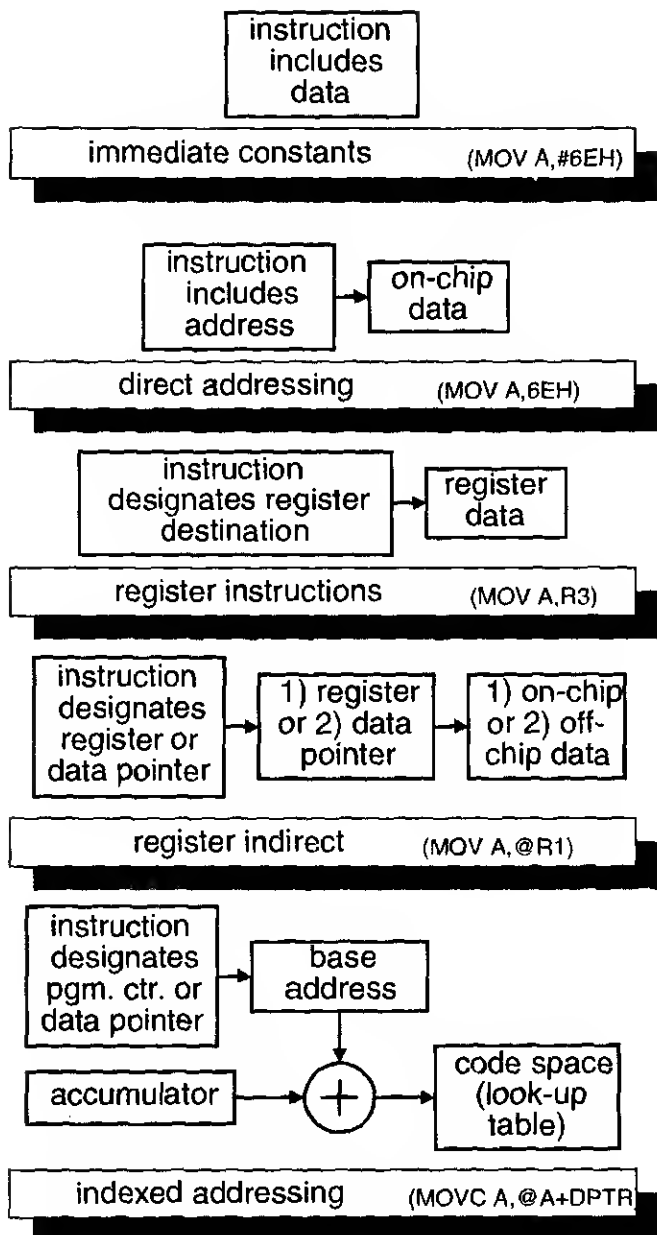 instruction
includes
data
immediate constants (MOV A,#6EH)
instruction
includes
address
on-chip
data
direct addressing (MOV A,6EH)
instruction
designates register
destination
register
data
register instructions (MOV A,R3)
instruction
designates
register or
data pointer
1) register
or 2) data
pointer
1) on-chip
or 2) off-
chip data
register indirect (MOV A,@R1)
instruction
designates
pgm. ctr. or
data pointer
base
address
accumulator
+
code space
(look-up
table)
indexed addressing (MOVC A,@A+DPTR